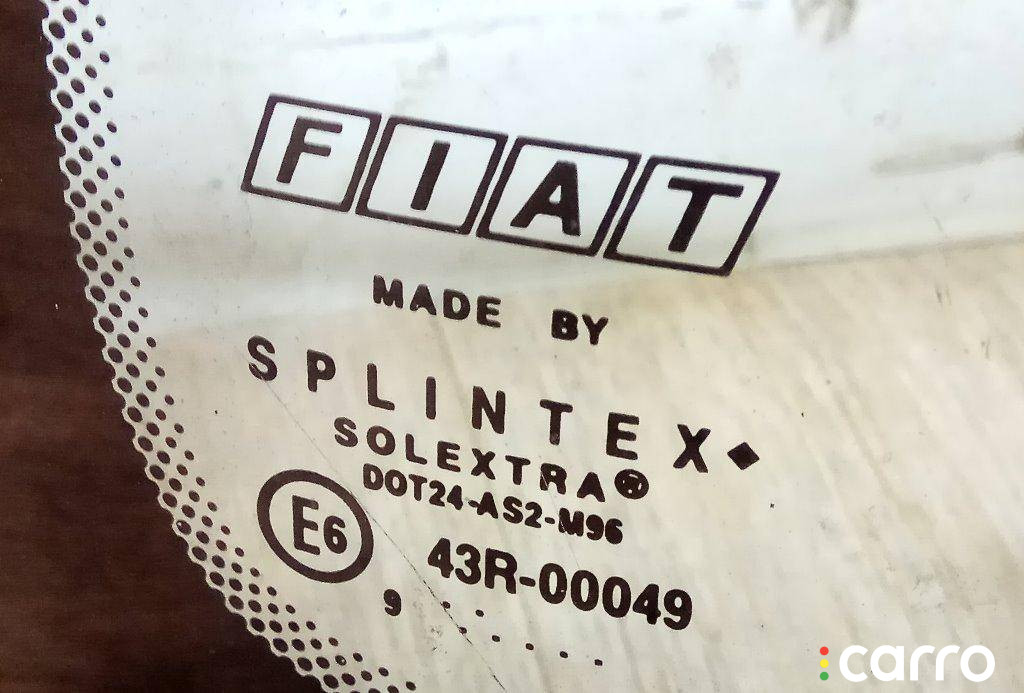 FIAT
MADE BY
SPLINTEX
SOLEXTRA®
DOT24-AS2-M96
E6
43R-00049
9
carro